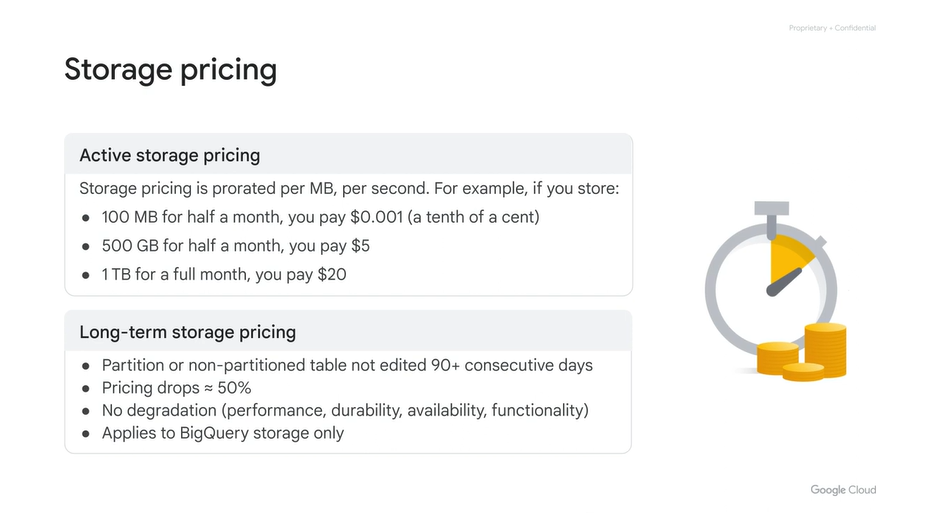 Proprietary + Confidential
Storage pricing
Active storage pricing
Storage pricing is prorated per MB, per second. For example, if you store:
● 100 MB for half a month, you pay $0.001 (a tenth of a cent)
● 500 GB for half a month, you pay $5
● 1 TB for a full month, you pay $20
Long-term storage pricing
● Partition or non-partitioned table not edited 90+ consecutive days
● Pricing drops ≈ 50%
● No degradation (performance, durability, availability, functionality)
● Applies to BigQuery storage only
Google Cloud